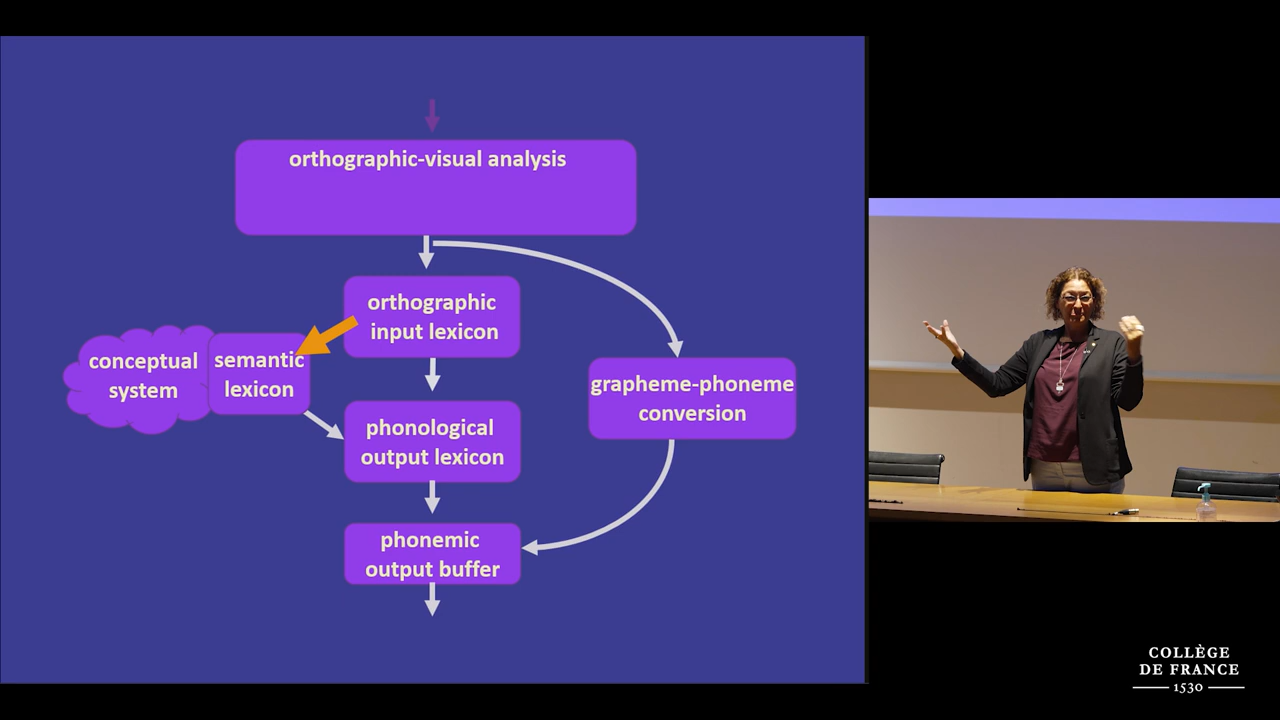 orthographic-visual analysis
orthographic
input lexicon
conceptual
system
semantic
lexicon
grapheme-phoneme
conversion
phonological
output lexicon
phonemic
output buffer
COLLÈGE
DE FRANCE
1530